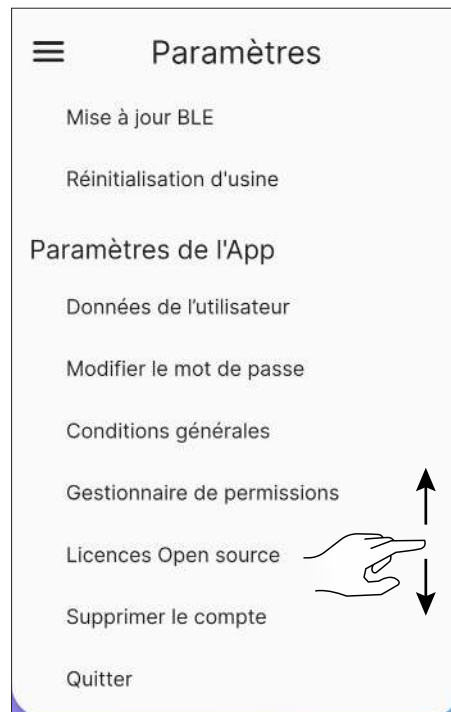 Paramètres
Mise à jour BLE
Réinitialisation d'usine
Paramètres de l'App
Données de l’utilisateur
Modifier le mot de passe
Conditions générales
Gestionnaire de permissions
Licences Open source
Supprimer le compte
Quitter